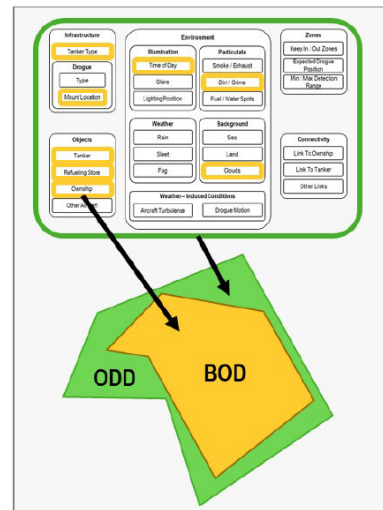 Infrastructure
Tanker Type
Drogue
Type
Mount Location
Objects
Tanker
Refueling Store
Ownship
Other Aircraft
Environment
Illumination
Time of Day
Glare
Lighting Position
Particulate
Smoke / Exhaust
Dirt / Grime
Fuel / Water Spots
Weather
Rain
Sleet
Fog
Background
Sea
Land
Clouds
Weather – Induced Conditions
Aircraft Turbulence
Drogue Motion
Zones
Keep In / Out Zones
Expected Drogue
Position
Min / Max Detection
Range
Connectivity
Link To Ownship
Link To Tanker
Other Links
ODD
BOD